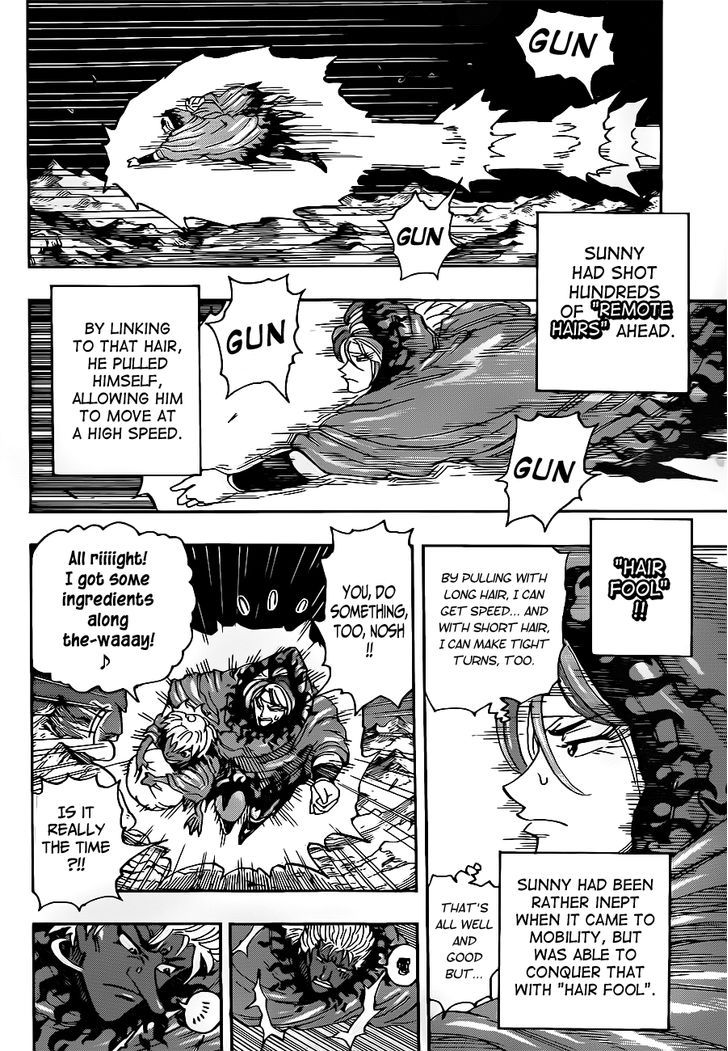 GUN
GUN
SUNNY
HAD SHOT
HUNDREDS
OF "REMOTE
HAIRS" AHEAD.
GUN
BY LINKING
TO THAT HAIR,
HE PULLED
HIMSELF,
ALLOWING HIM
TO MOVE AT
A HIGH SPEED.
GUN
"HAIR
FOOL"
!!
BY PULLING WITH
LONG HAIR, I CAN
GET SPEED... AND
WITH SHORT HAIR,
I CAN MAKE TIGHT
TURNS, TOO.
SUNNY HAD BEEN
RATHER INEPT
WHEN IT CAME TO
MOBILITY, BUT
WAS ABLE TO
CONQUER THAT
WITH "HAIR FOOL".
THAT'S
ALL WELL
AND
GOOD
BUT...
YOU, DO
SOMETHING,
TOO, NOSH
!!
All riiiight!
I got some
ingredients
along
the-waaay!
♪
IS IT
REALLY
THE TIME
?!!